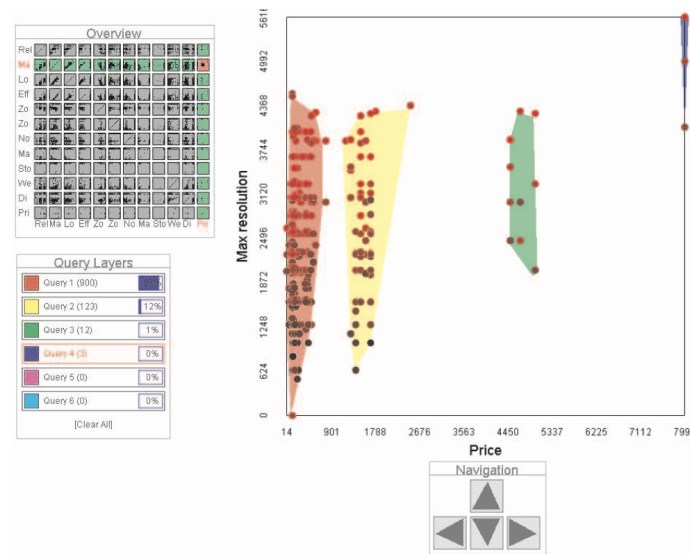 Overview
Rel
Ma
Lo
Eff
Zo
Zo
No
Ma
Sto
We
Di
Pri
Rel Ma Lo Eff Zo Zo No Ma Sto We Di Pri
Query Layers
Query 1 (900)
Query 2 (123) 12%
Query 3 (12) 1%
Query 4 (3) 0%
Query 5 (0) 0%
Query 6 (0) 0%
[Clear All]
Max resolution
5616
4992
4368
3744
3120
2496
1872
1248
624
0
14 901 1788 2676 3563 4450 5337 6225 7112 799
Price
Navigation